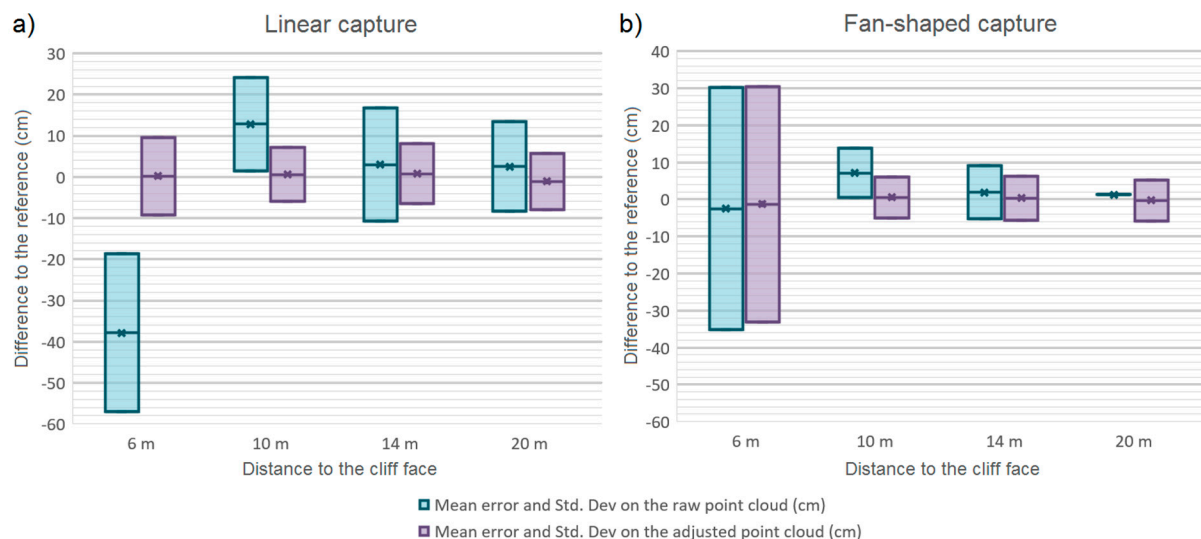 a) Linear capture
Difference to the reference (cm)
30
20
10
0
-10
-20
-30
-40
-50
-60
6 m 10 m 14 m 20 m
Distance to the cliff face
b) Fan-shaped capture
Difference to the reference (cm)
40
30
20
10
0
-10
-20
-30
-40
-50
-60
6 m 10 m 14 m 20 m
Distance to the cliff face
Mean error and Std. Dev on the raw point cloud (cm)
Mean error and Std. Dev on the adjusted point cloud (cm)